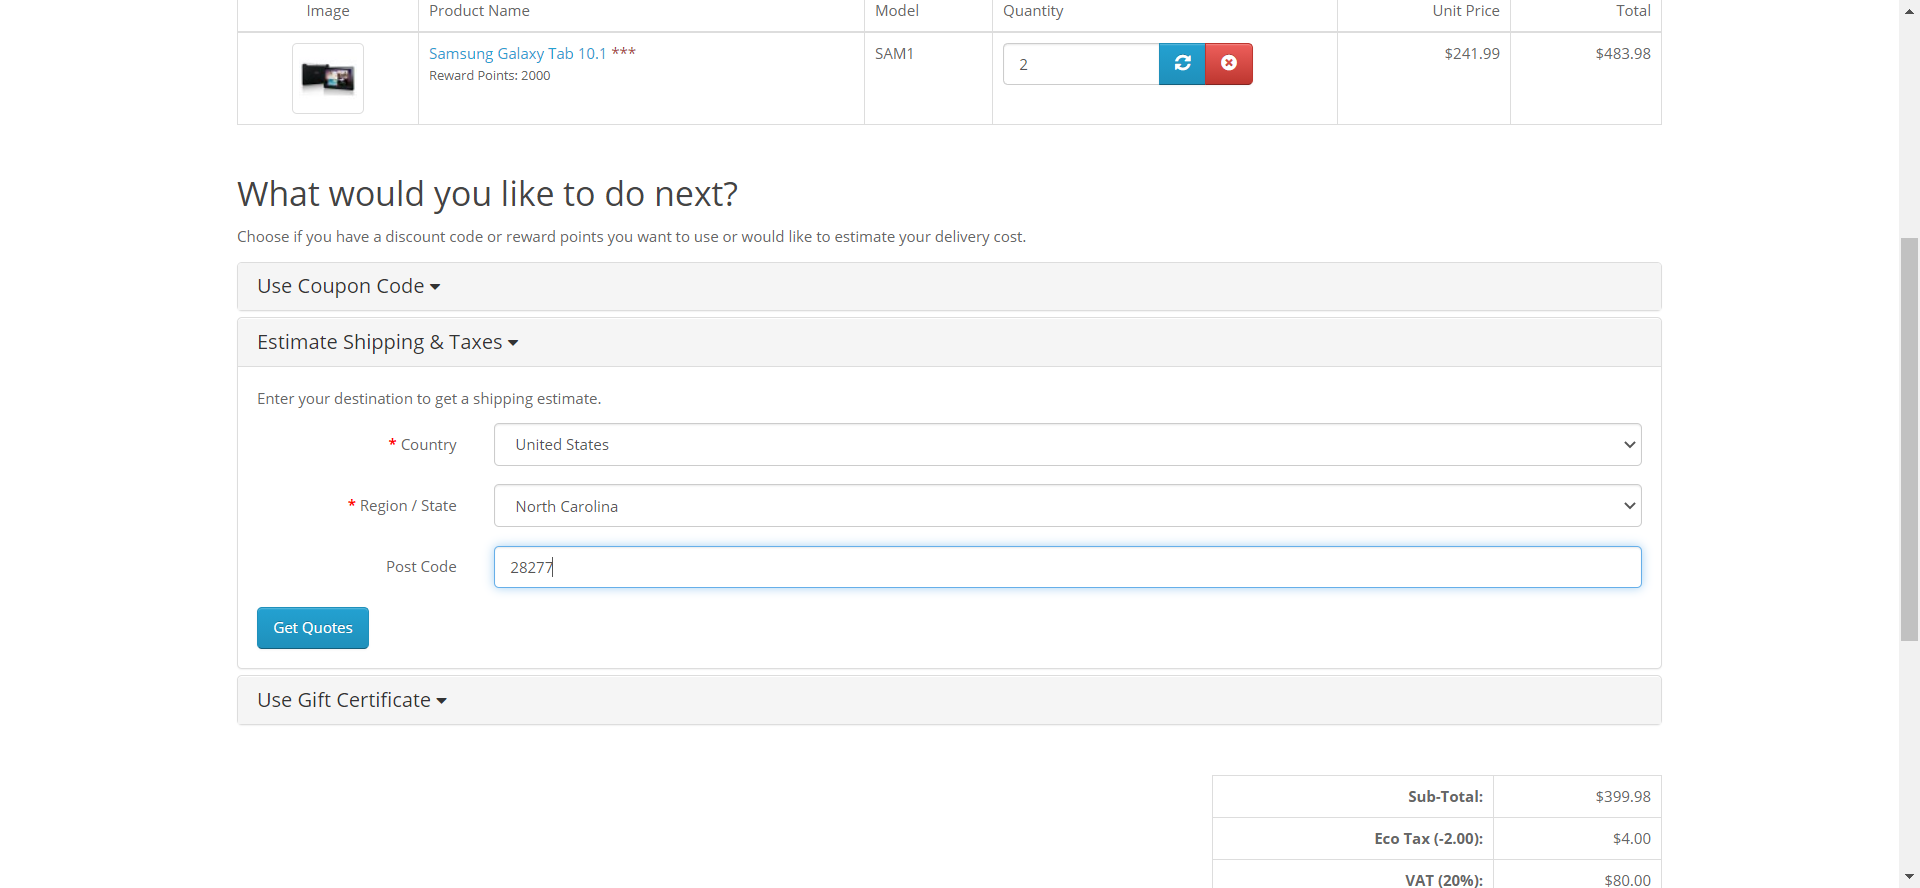 Image Product Name Model Quantity Unit Price Total
Samsung Galaxy Tab 10.1 *** SAM1 2 $241.99 $483.98
Reward Points: 2000
What would you like to do next?
Choose if you have a discount code or reward points you want to use or would like to estimate your delivery cost.
Use Coupon Code
Estimate Shipping & Taxes
Enter your destination to get a shipping estimate.
* Country United States
* Region / State North Carolina
Post Code 28277
Get Quotes
Use Gift Certificate
Sub-Total: $399.98
Eco Tax (-2.00): $4.00
VAT (20%): $80.00